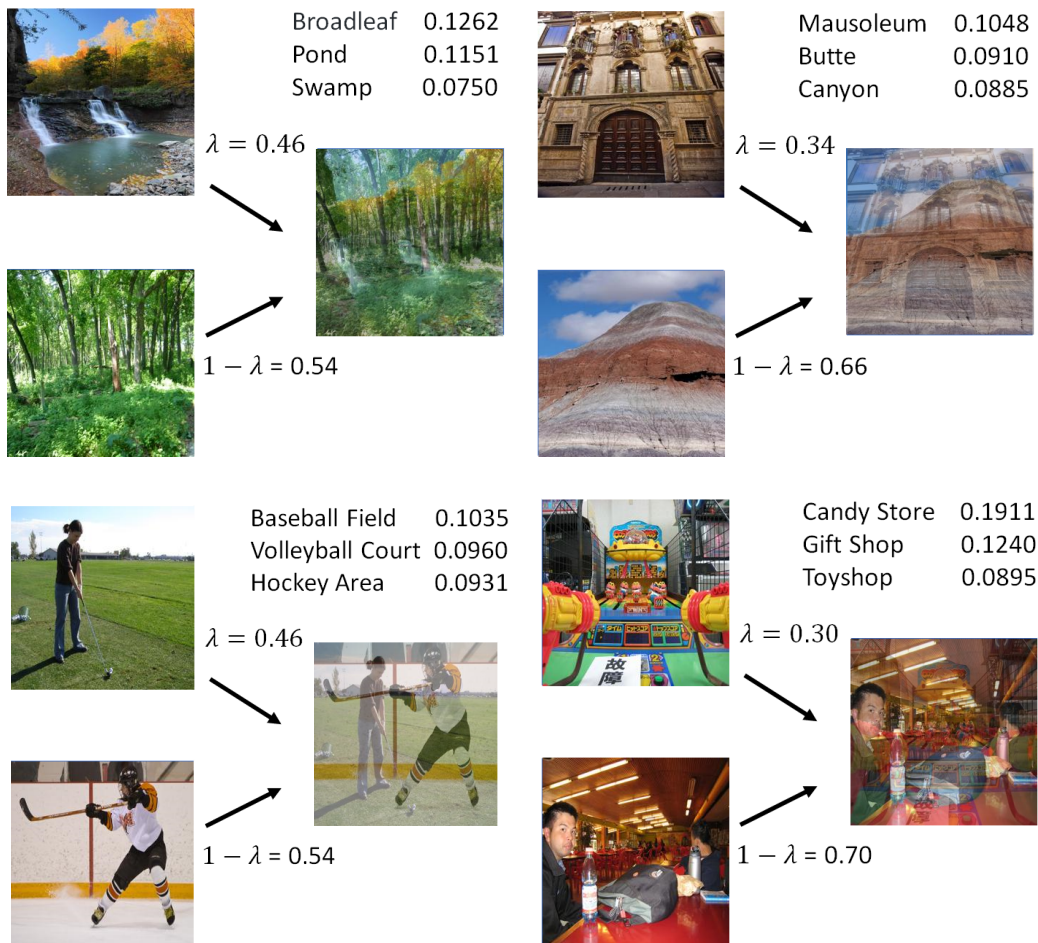 Broadleaf 0.1262
Pond 0.1151
Swamp 0.0750
λ = 0.46
1 − λ = 0.54
Mausoleum 0.1048
Butte 0.0910
Canyon 0.0885
λ = 0.34
1 − λ = 0.66
Baseball Field 0.1035
Volleyball Court 0.0960
Hockey Area 0.0931
λ = 0.46
1 − λ = 0.54
Candy Store 0.1911
Gift Shop 0.1240
Toyshop 0.0895
故障
λ = 0.30
1 − λ = 0.70